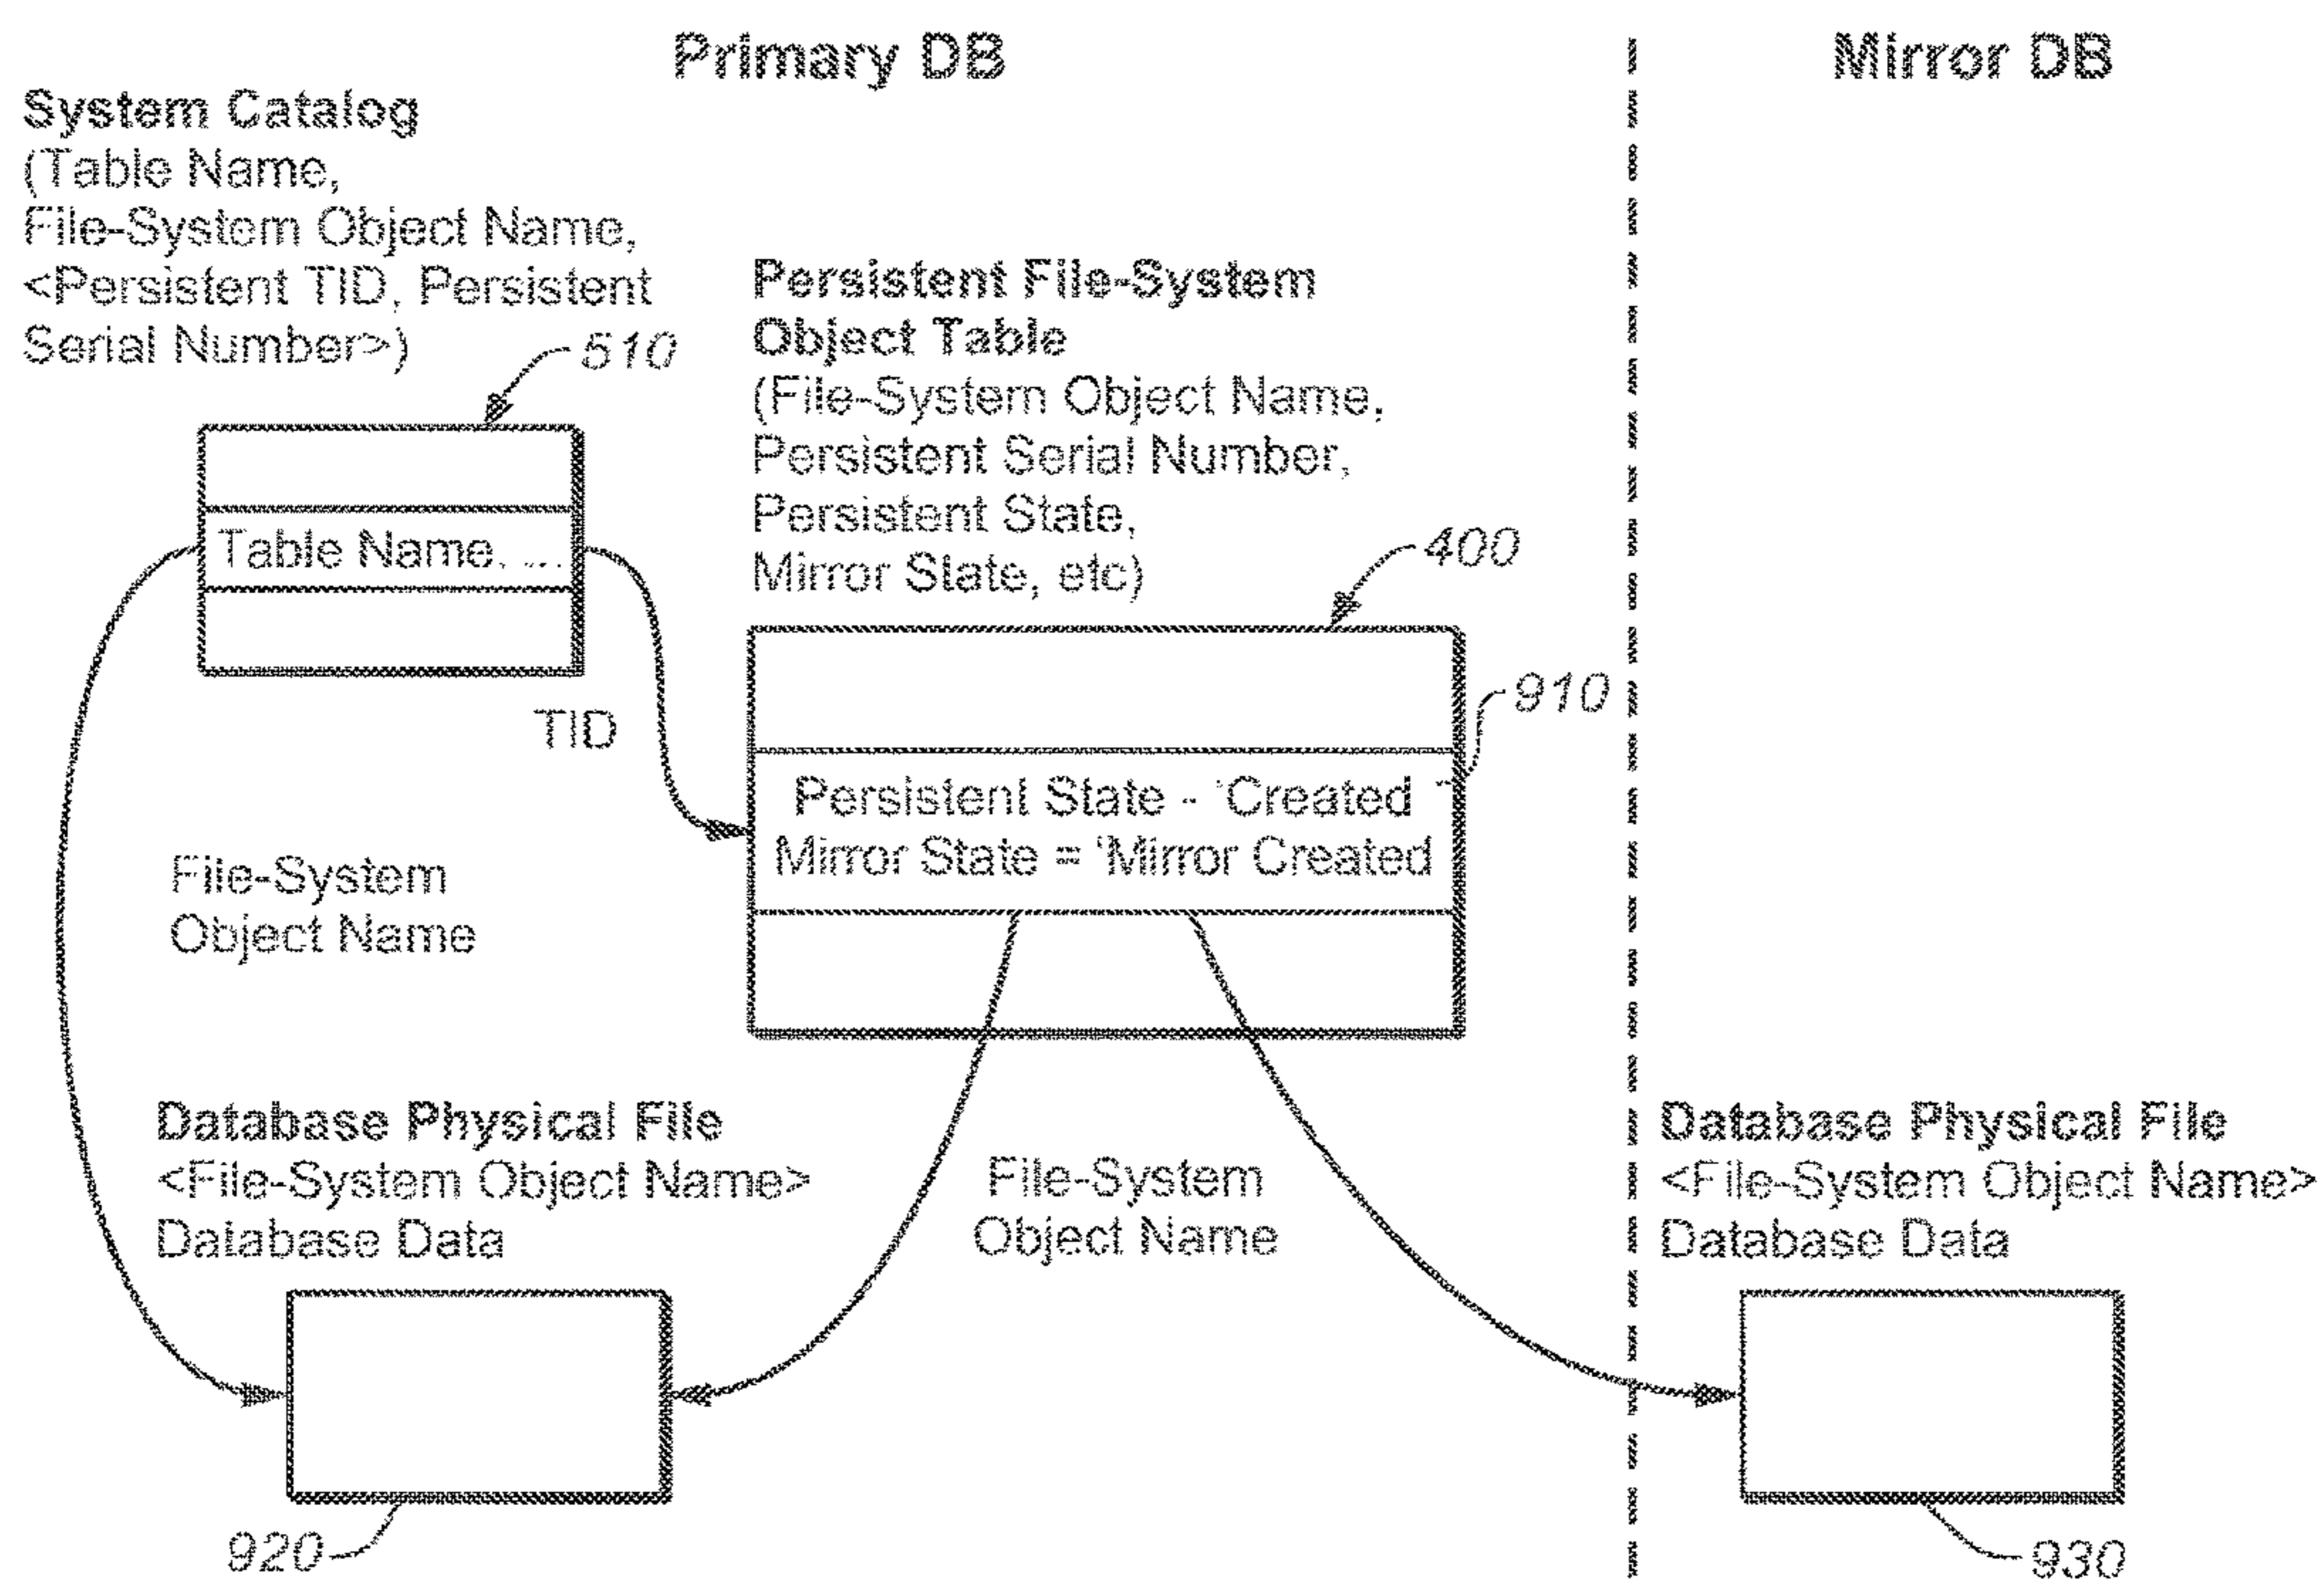 Primary DB
Mirror DB
System Catalog
(Table Name,
File-System Object Name,
<Persistent TID, Persistent
Serial Number>)
510
Persistent File-System
Object Table
(File-System Object Name,
Persistent Serial Number,
Persistent State,
Mirror State, etc)
400
Table Name, ...
TID
910
Persistent State - 'Created
Mirror State = 'Mirror Created
File-System
Object Name
Database Physical File
<File-System Object Name>
Database Data
File-System
Object Name
Database Physical File
<File-System Object Name>
Database Data
920
930